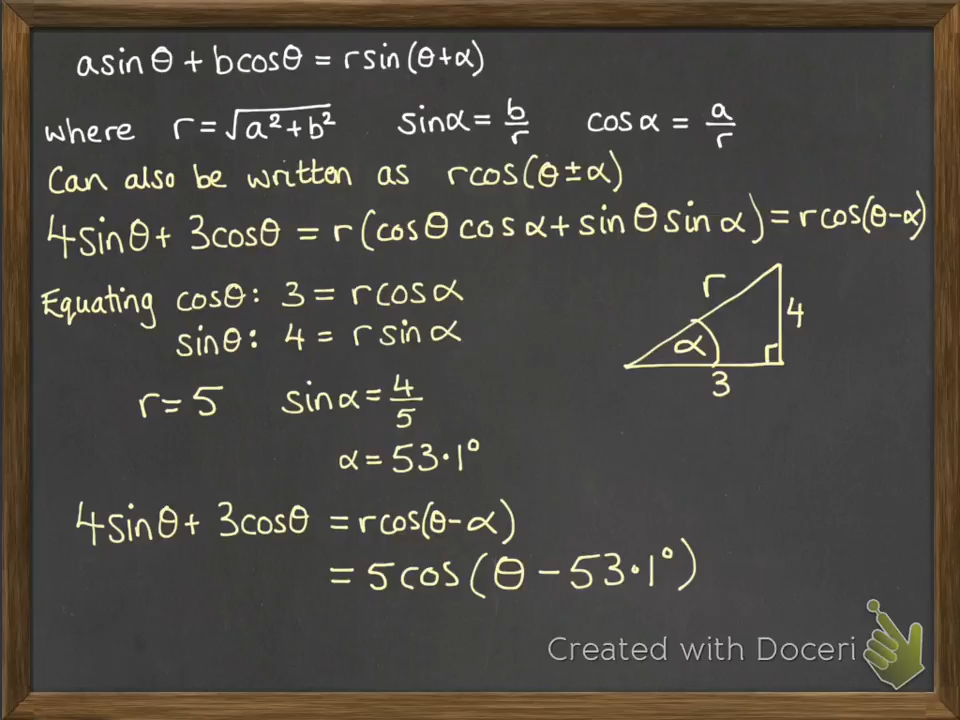 asinθ + bcosθ = rsin(θ+α)
where r = √a²+b² sinα = b/r cosα = a/r
Can also be written as rcos(θ±α)
4sinθ + 3cosθ = r(cosθ cosα + sinθ sinα) = rcos(θ-α)
Equating cosθ: 3 = rcosα
sinθ: 4 = r sinα
r
4
α
3
r = 5 sinα = 4/5
α = 53·1°
4sinθ + 3cosθ = rcos(θ-α)
= 5cos(θ - 53·1°)
Created with Doceri